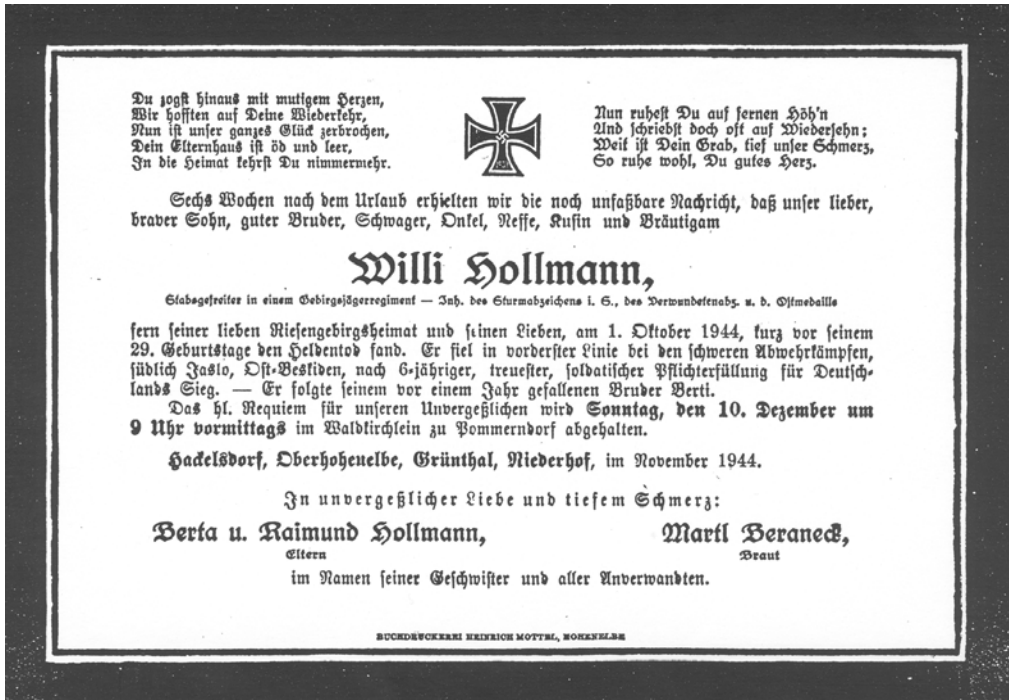 Du zogst hinaus mit mutigem Herzen,
Wir hofften auf Deine Wiederkehr,
Nun ist unser ganzes Glück zerbrochen,
Dein Elternhaus ist öd und leer,
In die Heimat kehrst Du nimmermehr.
Nun ruhest Du auf fernen Höh'n
Und schriebst doch oft auf Wiedersehn;
Weit ist Dein Grab, tief unser Schmerz,
So ruhe wohl, Du gutes Herz.
Sechs Wochen nach dem Urlaub erhielten wir die noch unfaßbare Nachricht, daß unser lieber,
braver Sohn, guter Bruder, Schwager, Onkel, Neffe, Kusin und Bräutigam
Willi Hollmann,
Stabsgefreiter in einem Gebirgsjägerregiment — Inh. des Sturmabzeichens i. S., des Verwundetenabz. u. d. Ostmedaille
fern seiner lieben Riesengebirgsheimat und seinen Lieben, am 1. Oktober 1944, kurz vor seinem
29. Geburtstage den Heldentod fand. Er fiel in vorderster Linie bei den schweren Abwehrkämpfen,
südlich Jaslo, Ost-Beskiden, nach 6-jähriger, treuester, soldatischer Pflichterfüllung für Deutsch-
lands Sieg. — Er folgte seinem vor einem Jahr gefallenen Bruder Berti.
Das hl. Requiem für unseren Unvergeßlichen wird Sonntag, den 10. Dezember um
9 Uhr vormittags im Waldkirchlein zu Pommerndorf abgehalten.
Hackelsdorf, Oberhohenelbe, Grünthal, Niederhof, im November 1944.
In unvergeßlicher Liebe und tiefem Schmerz:
Berta u. Raimund Hollmann,
Eltern
Martl Beraneck,
Braut
im Namen seiner Geschwister und aller Anverwandten.
BUCHDRUCKEREI HEINRICH MOTTEL, HOHENELBE